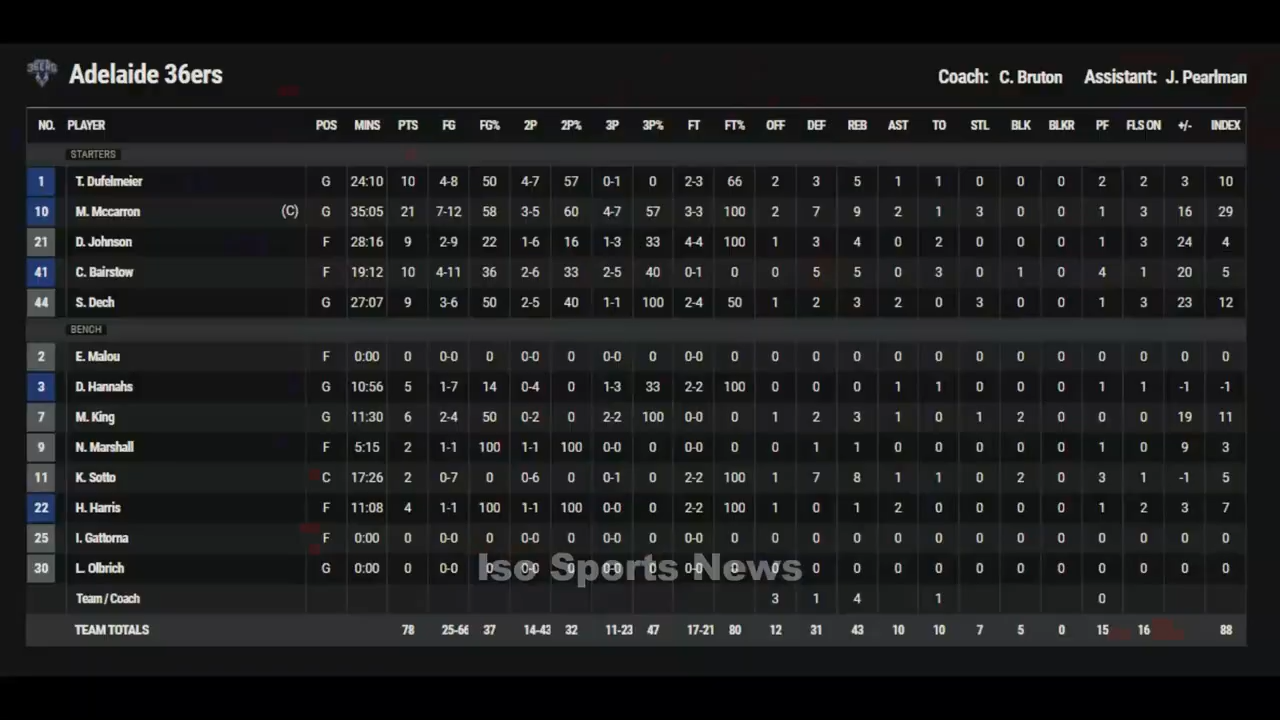 36ERS
Adelaide 36ers Coach: C. Bruton Assistant: J. Pearlman
NO. PLAYER POS MINS PTS FG FG% 2P 2P% 3P 3P% FT FT% OFF DEF REB AST TO STL BLK BLKR PF FLS ON +/- INDEX
STARTERS
1 T. Dufelmeier G 24:10 10 4-8 50 4-7 57 0-1 0 2-3 66 2 3 5 1 1 0 0 0 2 2 3 10
10 M. Mccarron (C) G 35:05 21 7-12 58 3-5 60 4-7 57 3-3 100 2 7 9 2 1 3 0 0 1 3 16 29
21 D. Johnson F 28:16 9 2-9 22 1-6 16 1-3 33 4-4 100 1 3 4 0 2 0 0 0 1 3 24 4
41 C. Bairstow F 19:12 10 4-11 36 2-6 33 2-5 40 0-1 0 0 5 5 0 3 0 1 0 4 1 20 5
44 S. Dech G 27:07 9 3-6 50 2-5 40 1-1 100 2-4 50 1 2 3 2 0 3 0 0 1 3 23 12
BENCH
2 E. Malou F 0:00 0 0-0 0 0-0 0 0-0 0 0-0 0 0 0 0 0 0 0 0 0 0 0 0 0
3 D. Hannahs G 10:56 5 1-7 14 0-4 0 1-3 33 2-2 100 0 0 0 1 1 0 0 0 1 1 -1 -1
7 M. King G 11:30 6 2-4 50 0-2 0 2-2 100 0-0 0 1 2 3 1 0 1 2 0 0 0 19 11
9 N. Marshall F 5:15 2 1-1 100 1-1 100 0-0 0 0-0 0 0 1 1 0 0 0 0 0 1 0 9 3
11 K. Sotto C 17:26 2 0-7 0 0-6 0 0-1 0 2-2 100 1 7 8 1 1 0 2 0 3 1 -1 5
22 H. Harris F 11:08 4 1-1 100 1-1 100 0-0 0 2-2 100 1 0 1 2 0 0 0 0 1 2 3 7
25 I. Gattorna F 0:00 0 0-0 0 0-0 0 0-0 0 0-0 0 0 0 0 0 0 0 0 0 0 0 0 0
30 L. Olbrich G 0:00 0 0-0 0 0-0 0 0-0 0 0-0 0 0 0 0 0 0 0 0 0 0 0 0 0
Iso Sports News
Team / Coach 3 1 4 1 0
TEAM TOTALS 78 25-66 37 14-43 32 11-23 47 17-21 80 12 31 43 10 10 7 5 0 15 16 88